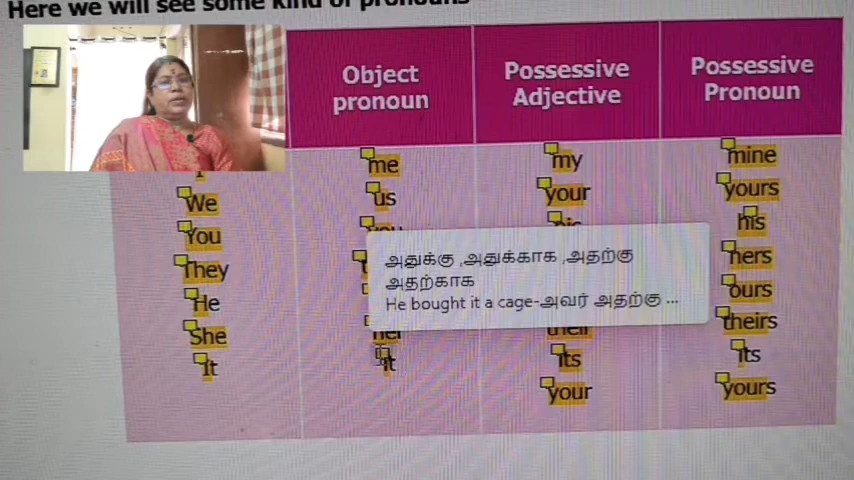 Here we will see some kind of pronouns
Object pronoun
Possessive Adjective
Possessive Pronoun
me my mine
We us your yours
You you his his
They hers
He ours
She her their theirs
It it its its
your yours
அதுக்கு ,அதுக்காக ,அதற்கு
அதற்காக
He bought it a cage-அவர் அதற்கு ...